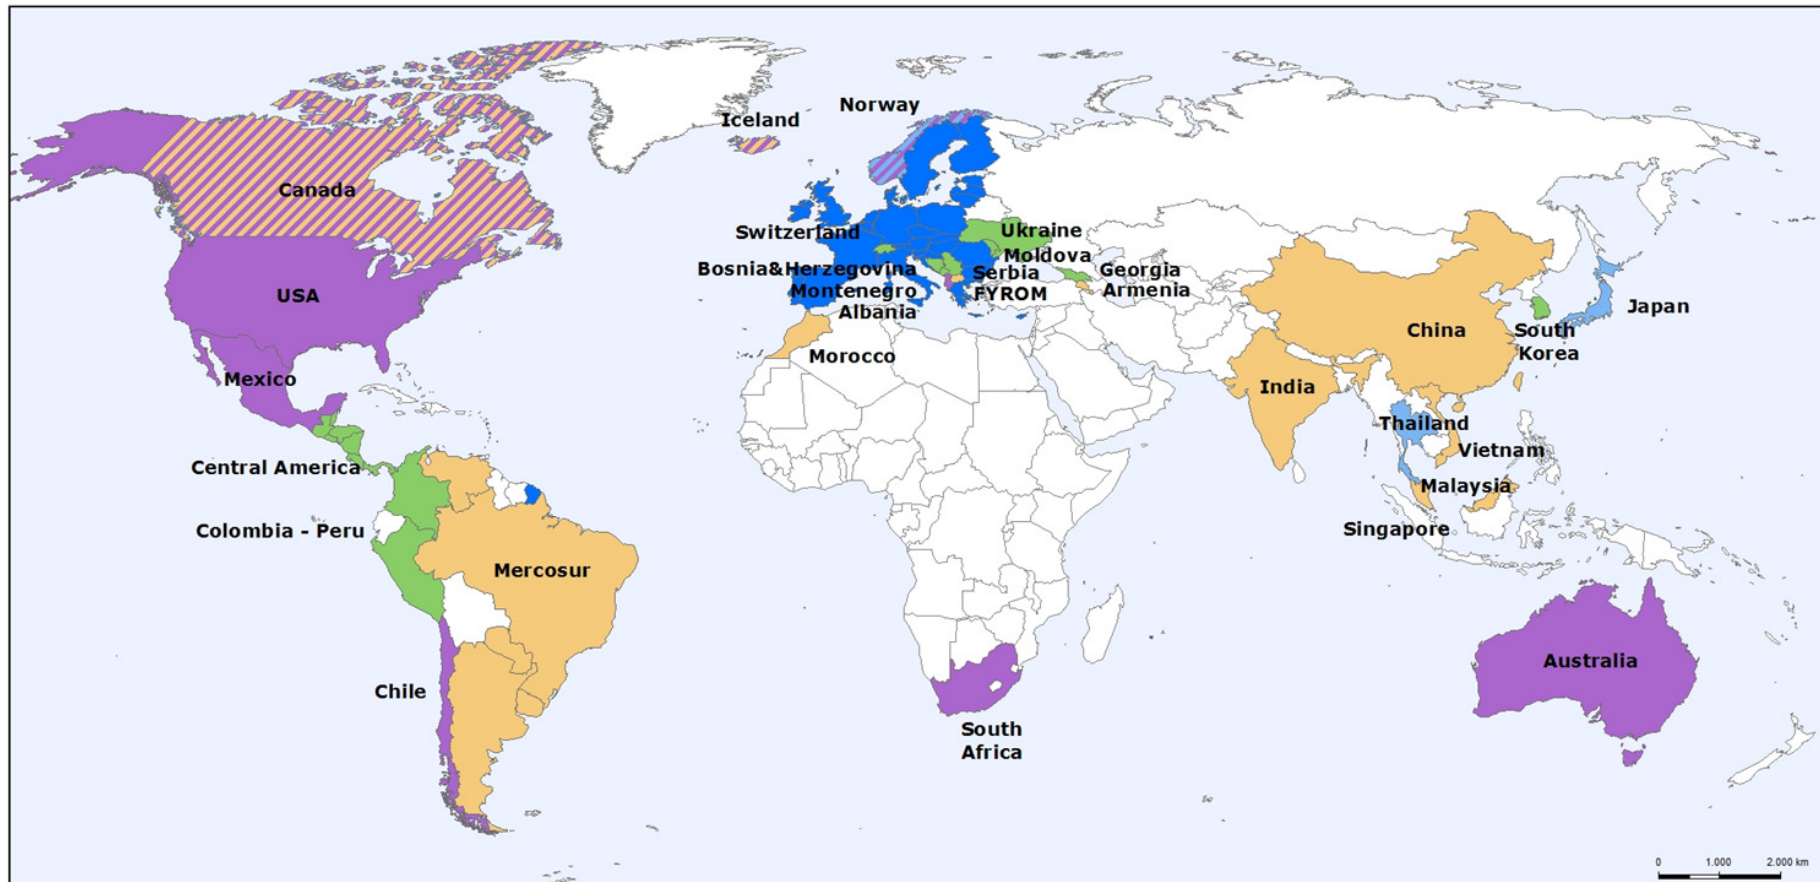 Norway
Iceland
Canada
Switzerland
Ukraine
Moldova
Bosnia&Herzegovina
Serbia
Georgia
USA
Montenegro
FYROM
Armenia
Albania
Japan
China
South
Korea
Morocco
Mexico
India
Thailand
Vietnam
Central America
Malaysia
Colombia - Peru
Singapore
Mercosur
Australia
Chile
South
Africa
0 1.000 2.000 km